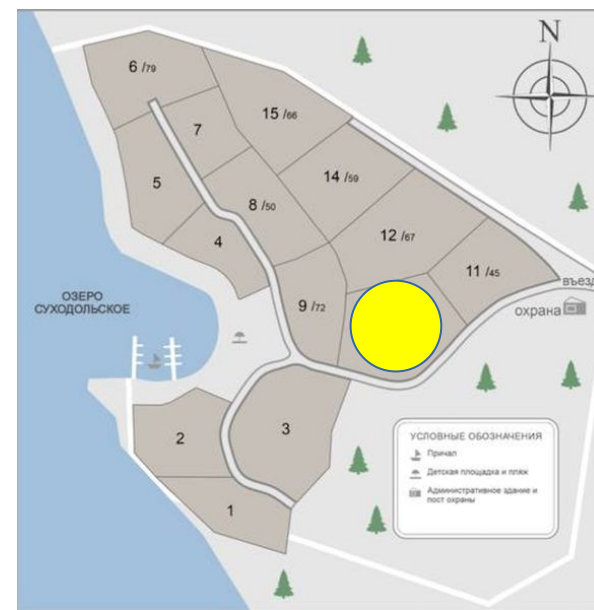 N
6 /79
15 /66
7
14 /59
5
8 /50
4
12 /67
11 /45
въезд
9 /72
охрана
ОЗЕРО
СУХОДОЛЬСКОЕ
3
2
1
УСЛОВНЫЕ ОБОЗНАЧЕНИЯ
Причал
Детская площадка и пляж
Административное здание и
пост охраны